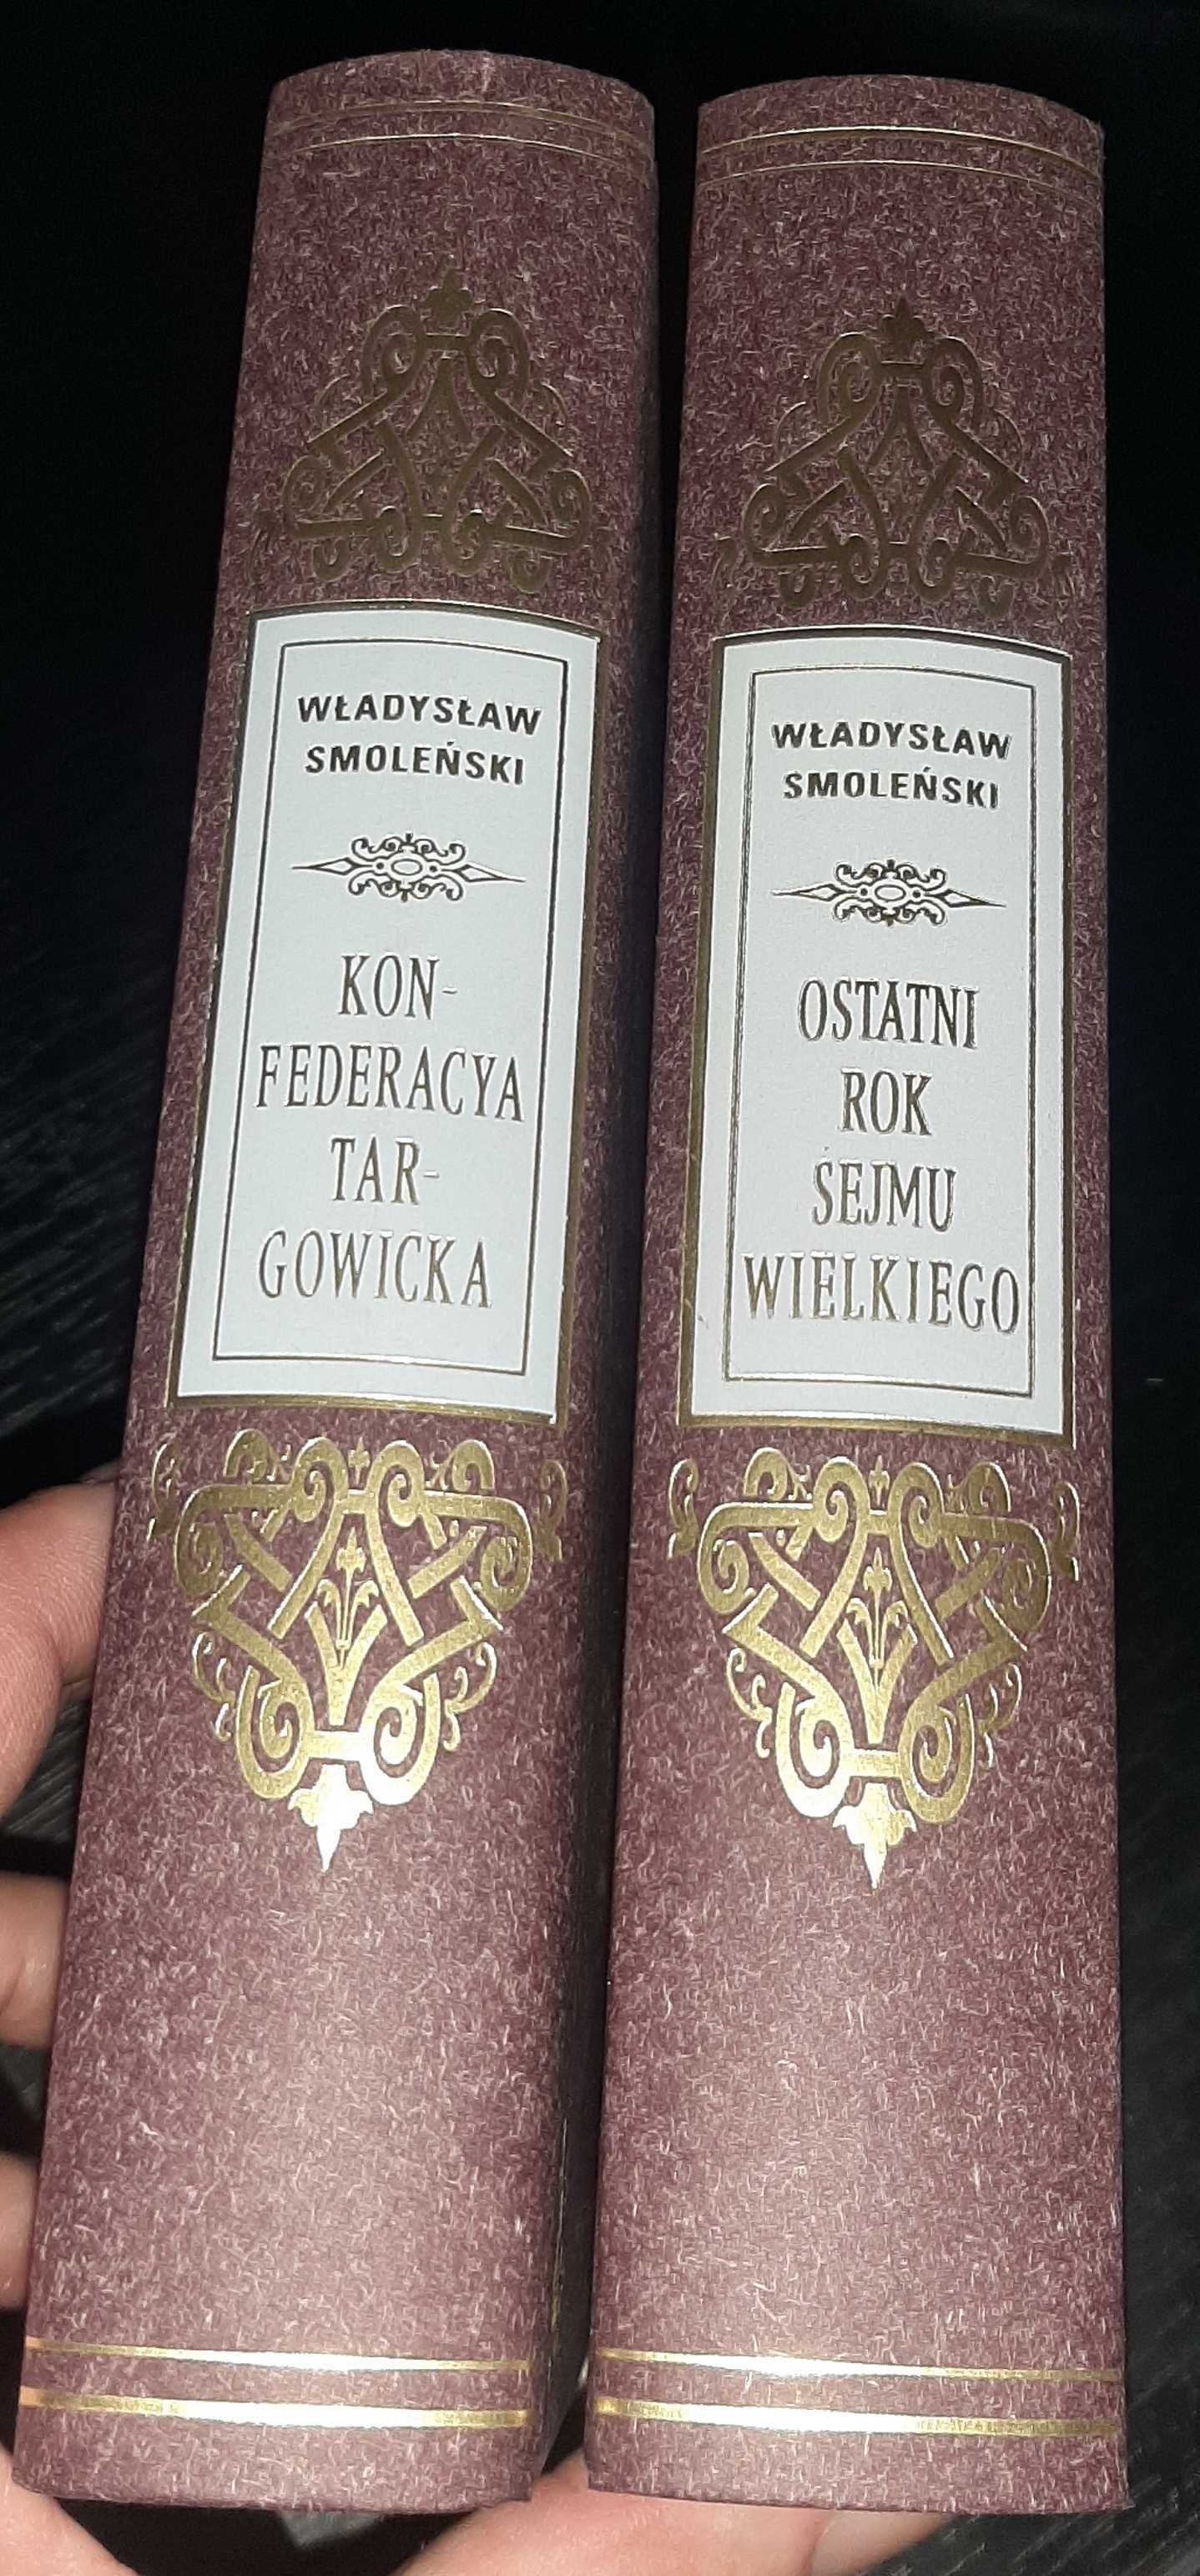 WŁADYSŁAW
SMOLEŃSKI
KON-
FEDERACYA
TAR-
GOWICKA
WŁADYSŁAW
SMOLEŃSKI
OSTATNI
ROK
SEJMU
WIELKIEGO